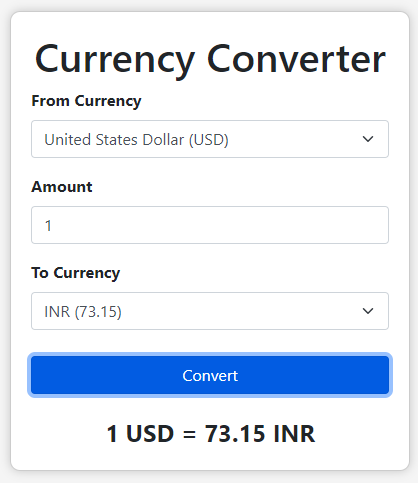 Currency Converter
From Currency
United States Dollar (USD)
Amount
1
To Currency
INR (73.15)
Convert
1 USD = 73.15 INR